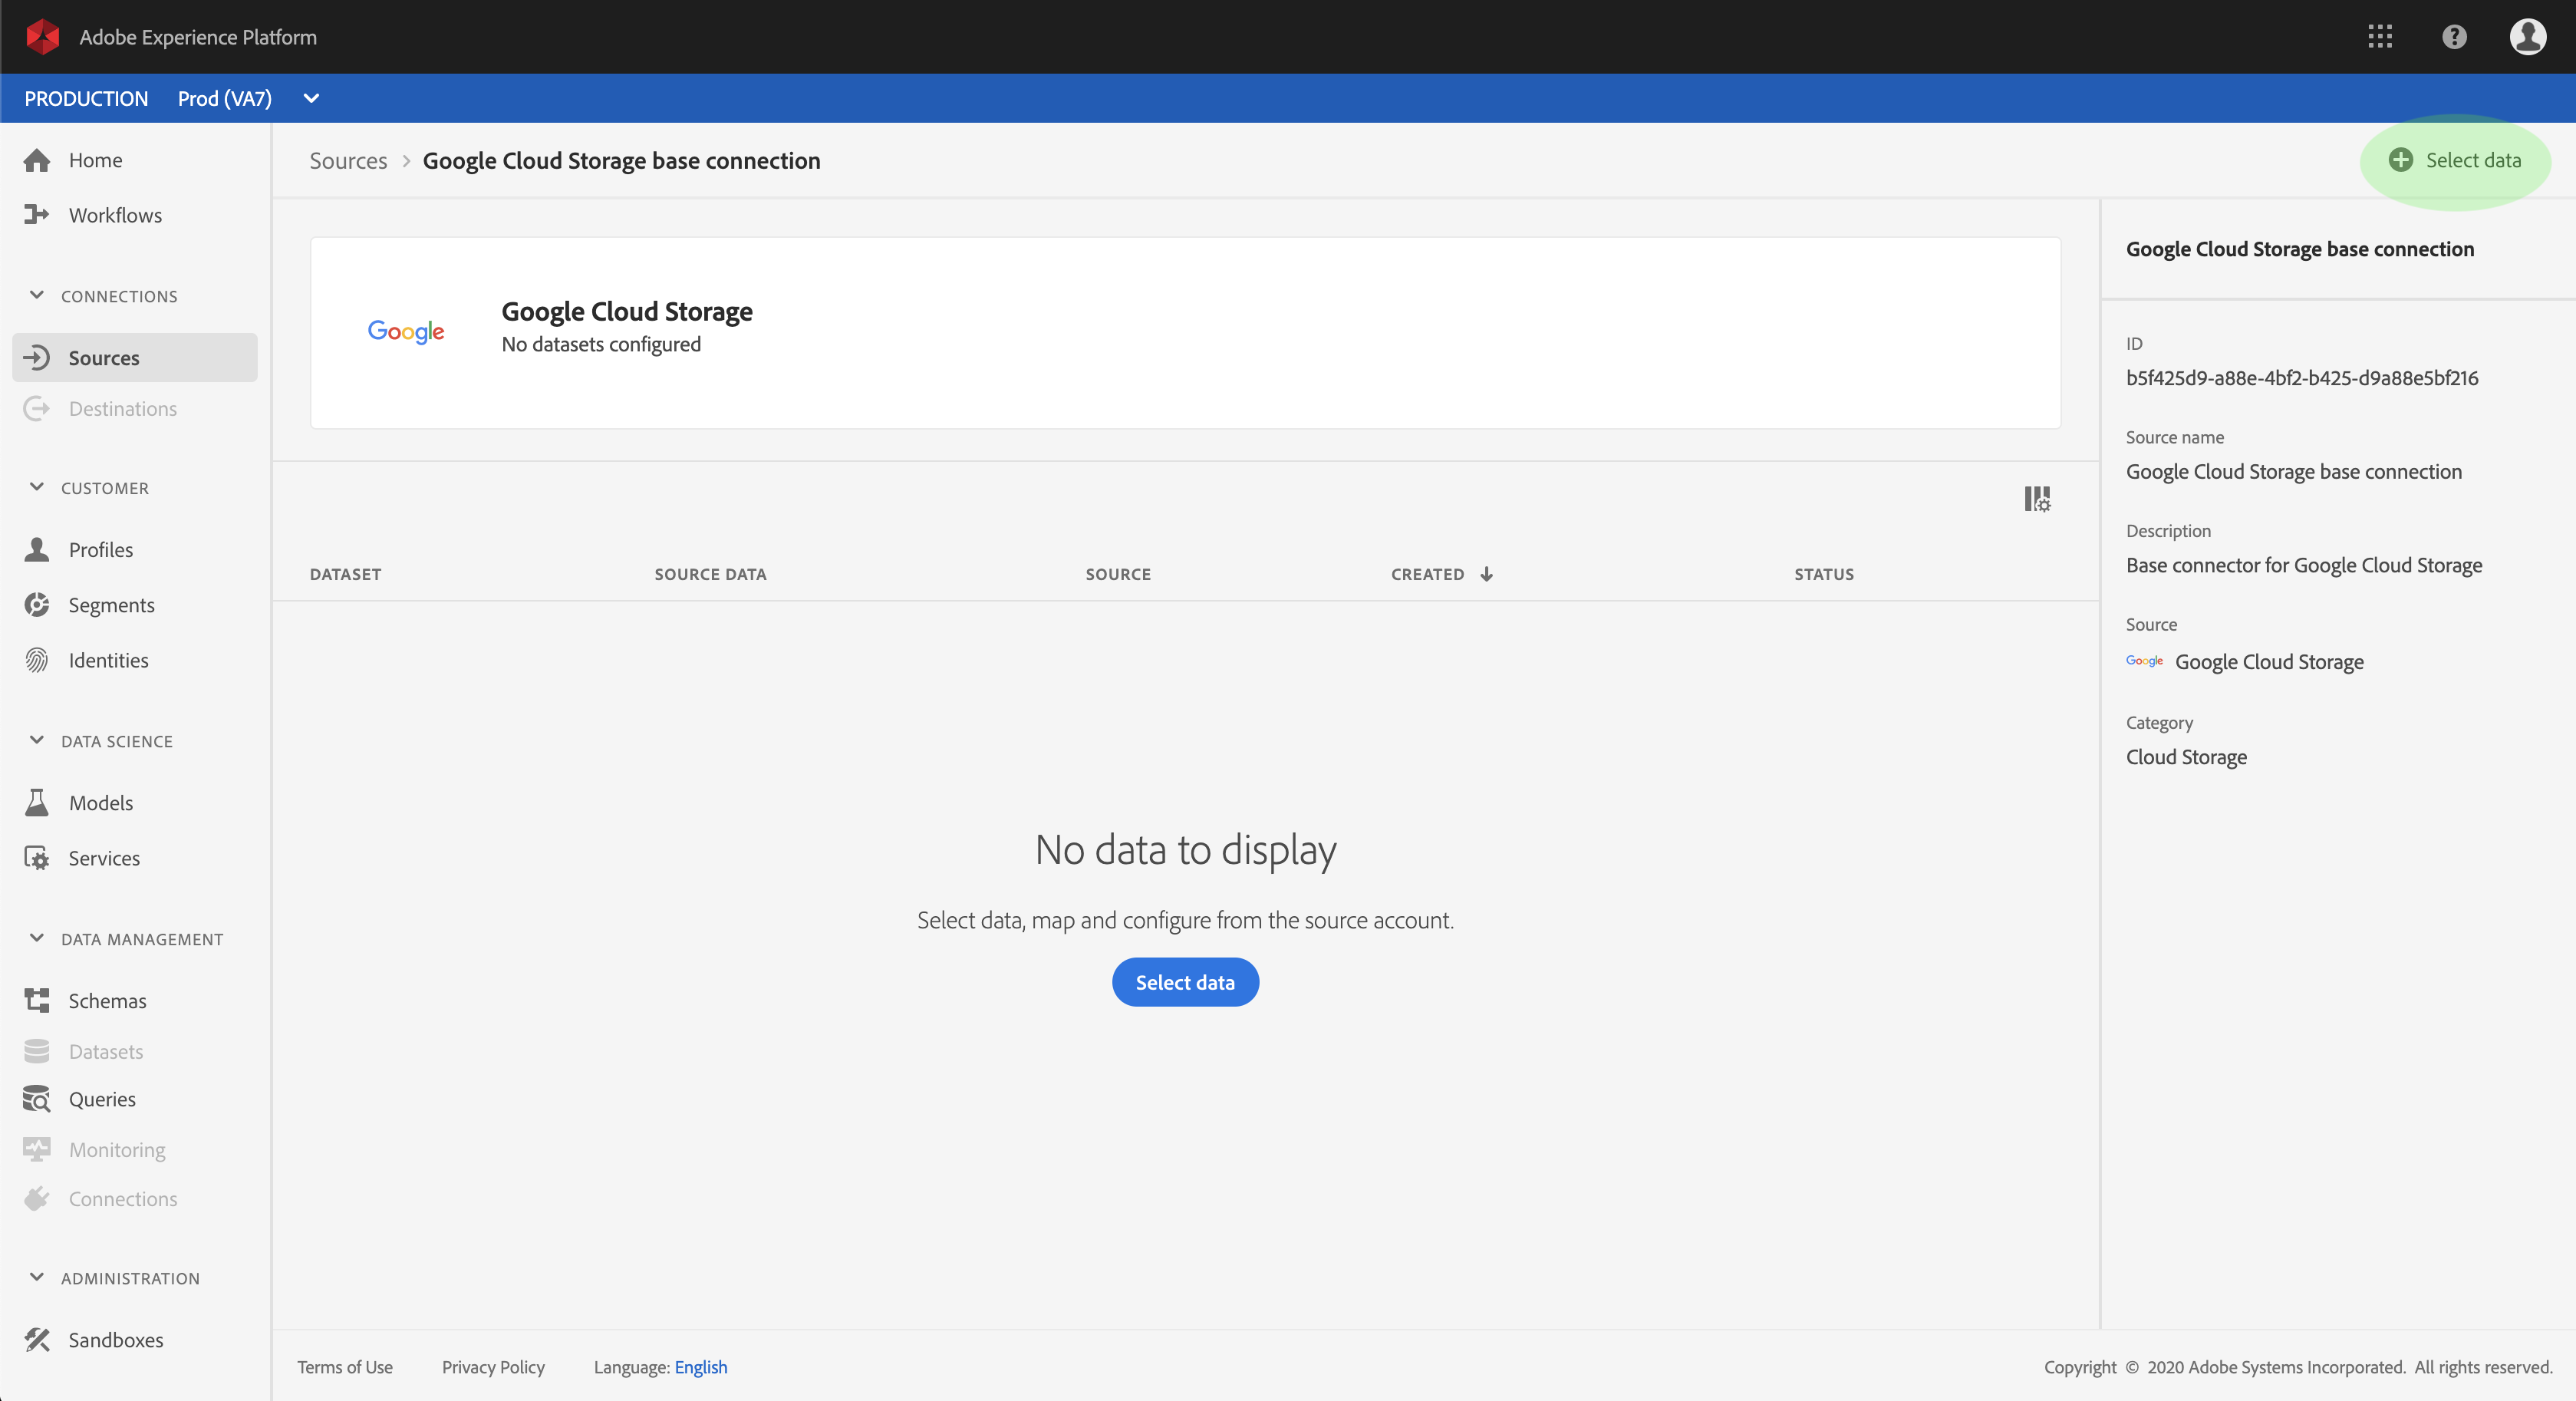 Adobe Experience Platform
PRODUCTION Prod (VA7)
Home
Workflows
CONNECTIONS
Sources
Destinations
CUSTOMER
Profiles
Segments
Identities
DATA SCIENCE
Models
Services
DATA MANAGEMENT
Schemas
Datasets
Queries
Monitoring
Connections
ADMINISTRATION
Sandboxes
Sources > Google Cloud Storage base connection
Select data
Google
Google Cloud Storage
No datasets configured
DATASET SOURCE DATA SOURCE CREATED STATUS
No data to display
Select data, map and configure from the source account.
Select data
Google Cloud Storage base connection
ID
b5f425d9-a88e-4bf2-b425-d9a88e5bf216
Source name
Google Cloud Storage base connection
Description
Base connector for Google Cloud Storage
Source
Google Google Cloud Storage
Category
Cloud Storage
Terms of Use Privacy Policy Language: English
Copyright © 2020 Adobe Systems Incorporated. All rights reserved.